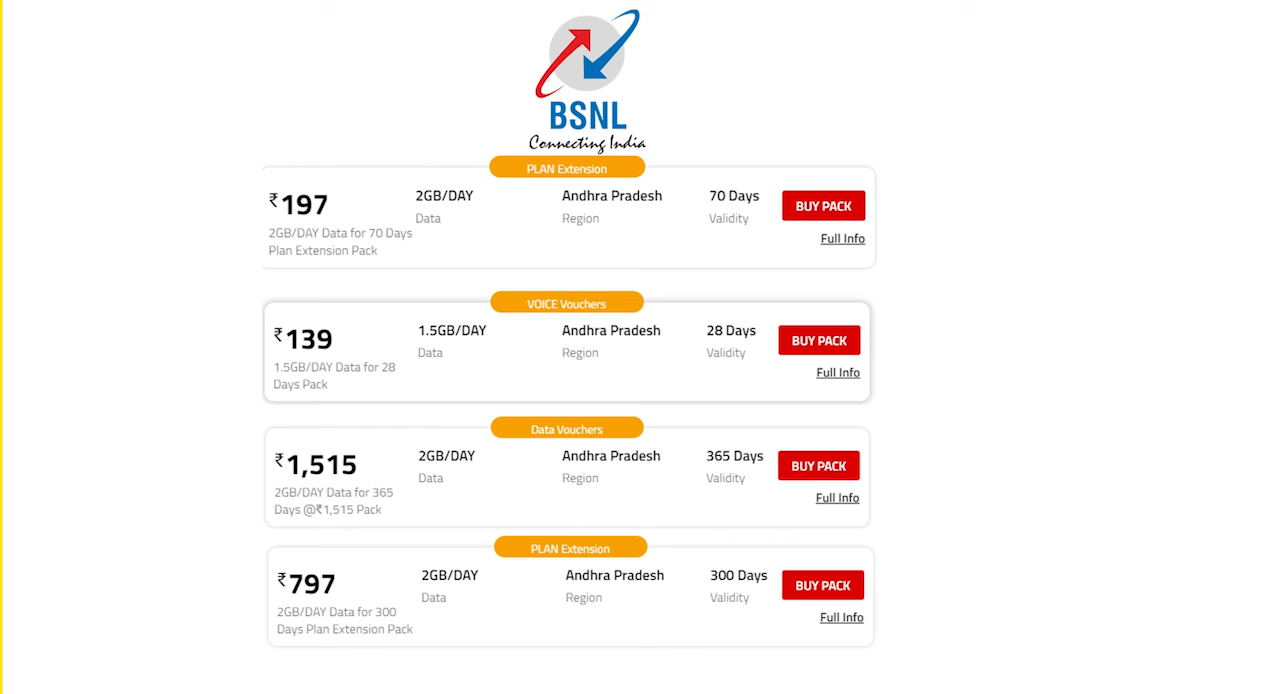 BSNL
Connecting India
PLAN Extension
₹197 2GB/DAY Andhra Pradesh 70 Days BUY PACK
Data Region Validity
2GB/DAY Data for 70 Days
Plan Extension Pack
Full Info
VOICE Vouchers
₹139 1.5GB/DAY Andhra Pradesh 28 Days BUY PACK
Data Region Validity
1.5GB/DAY Data for 28
Days Pack
Full Info
Data Vouchers
₹1,515 2GB/DAY Andhra Pradesh 365 Days BUY PACK
Data Region Validity
2GB/DAY Data for 365
Days @₹1,515 Pack
Full Info
PLAN Extension
₹797 2GB/DAY Andhra Pradesh 300 Days BUY PACK
Data Region Validity
2GB/DAY Data for 300
Days Plan Extension Pack
Full Info